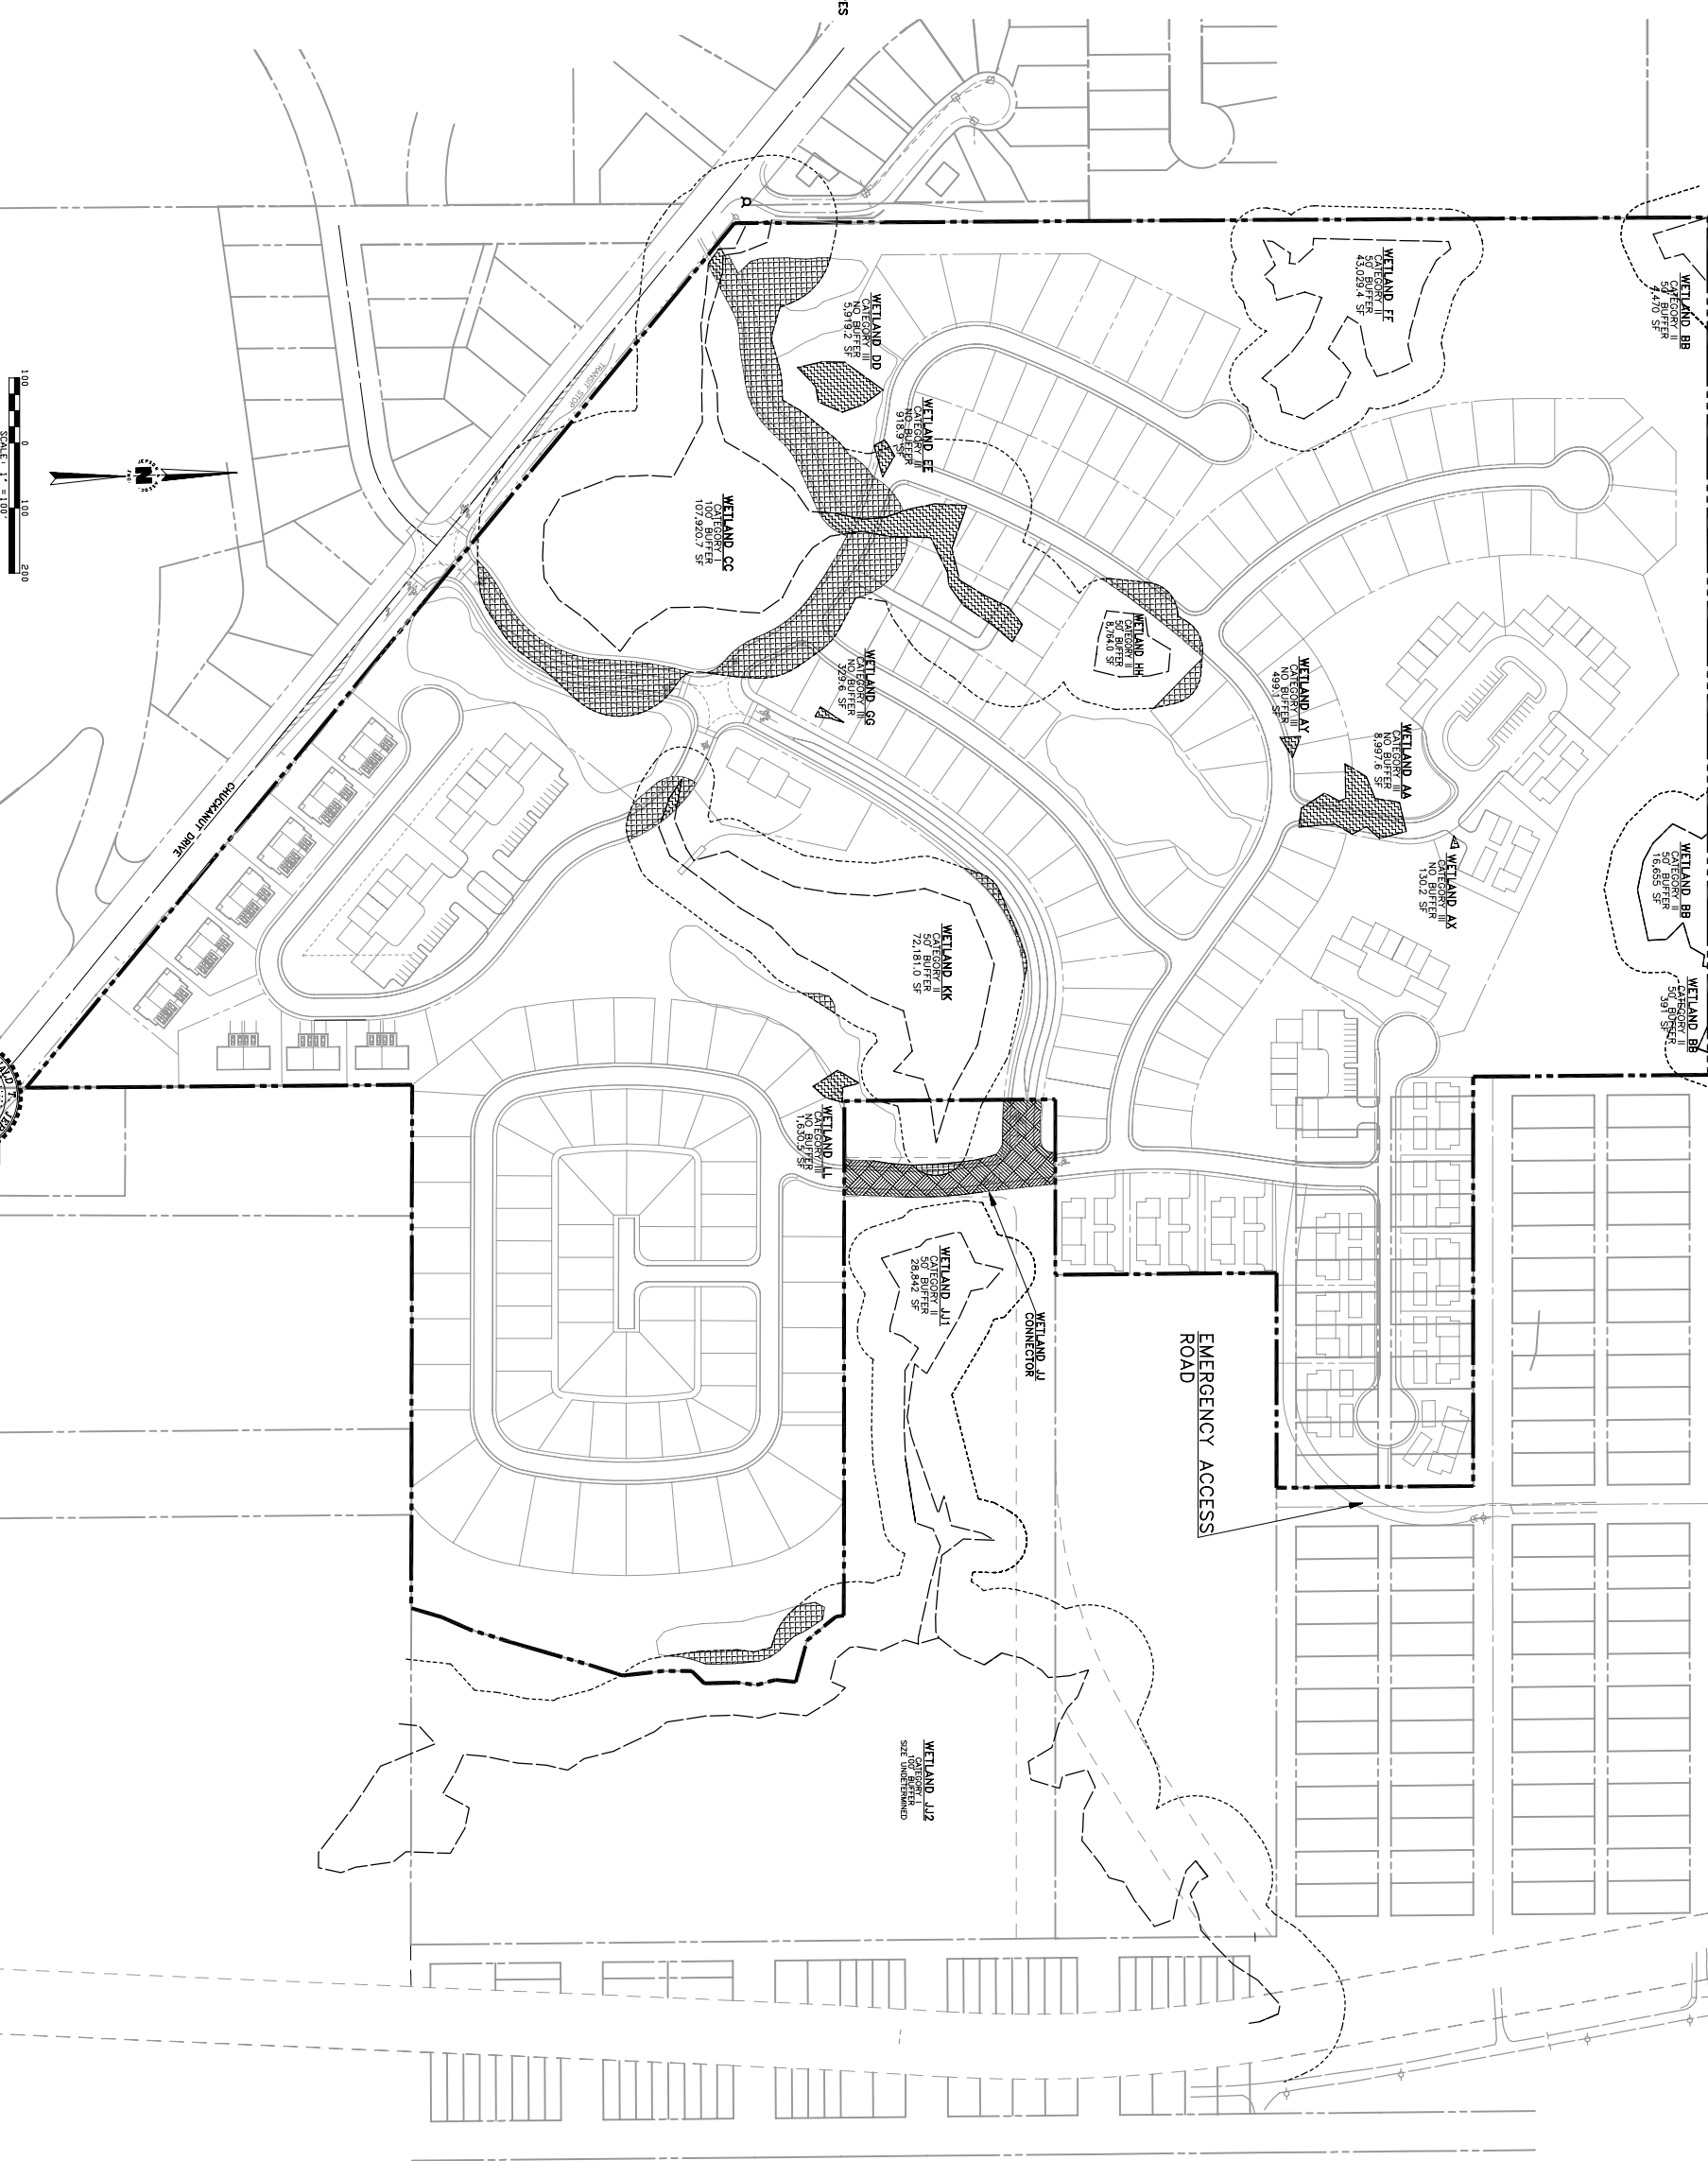 ES
WETLAND BB
CATEGORY II
50' BUFFER
4,470 SF
WETLAND FF
CATEGORY II
50' BUFFER
43,029.4 SF
WETLAND DD
CATEGORY III
NO BUFFER
5,919.2 SF
WETLAND EE
CATEGORY III
NO BUFFER
918.9 SF
TRANSIT STOP
WETLAND CC
CATEGORY I
100' BUFFER
107,920.7 SF
100
0
100
200
SCALE: 1" = 100'
N
WETLAND HH
CATEGORY II
50' BUFFER
8,764.0 SF
WETLAND GG
CATEGORY III
NO BUFFER
329.6 SF
WETLAND AY
CATEGORY III
NO BUFFER
499.1 SF
WETLAND AA
CATEGORY III
NO BUFFER
8,997.6 SF
WETLAND AX
CATEGORY III
NO BUFFER
130.2 SF
WETLAND BB
CATEGORY II
50' BUFFER
16,655 SF
WETLAND BB
CATEGORY II
50' BUFFER
391 SF
CHUCKANUT DRIVE
WETLAND KK
CATEGORY II
50' BUFFER
72,181.0 SF
WETLAND LL
CATEGORY III
NO BUFFER
1,630.5 SF
WETLAND JJ1
CATEGORY II
50' BUFFER
28,842 SF
WETLAND JJ
CONNECTOR
EMERGENCY ACCESS
ROAD
WETLAND JJ2
CATEGORY I
100' BUFFER
SIZE UNDETERMINED